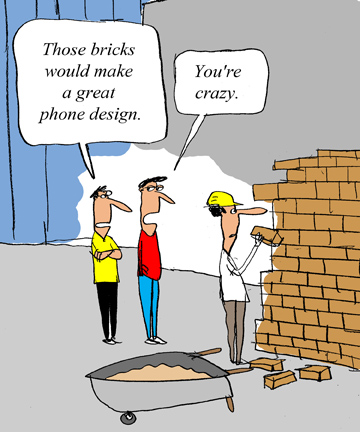 Those bricks
would make
a great
phone design.
You're
crazy.